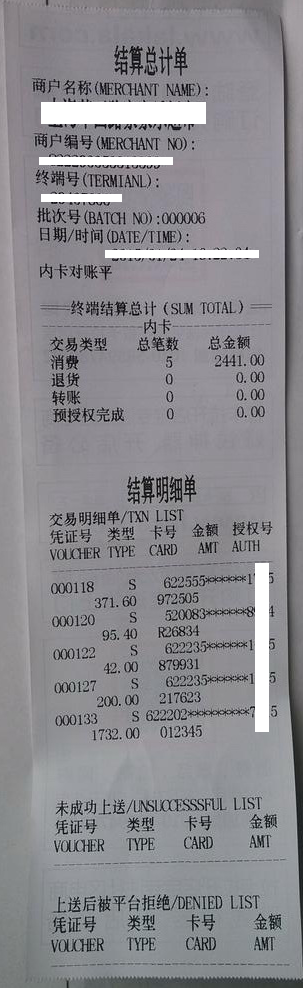 结算总计单
商户名称(MERCHANT NAME):
商户编号(MERCHANT NO):
终端号(TERMIANL):
批次号(BATCH NO):000006
日期/时间(DATE/TIME):
内卡对账平
终端结算总计(SUM TOTAL)
内卡
交易类型 总笔数 总金额
消费 5 2441.00
退货 0 0.00
转账 0 0.00
预授权完成 0 0.00
结算明细单
交易明细单/TXN LIST
凭证号 类型 卡号 金额 授权号
VOUCHER TYPE CARD AMT AUTH
000118 S 622555******1 5
371.60 972505
000120 S 520083******8 4
95.40 R26834
000122 S 622235******1 5
42.00 879931
000127 S 622235******1 5
200.00 217623
000133 S 622202*********7 5
1732.00 012345
未成功上送/UNSUCCESSSFUL LIST
凭证号 类型 卡号 金额
VOUCHER TYPE CARD AMT
上送后被平台拒绝/DENIED LIST
凭证号 类型 卡号 金额
VOUCHER TYPE CARD AMT